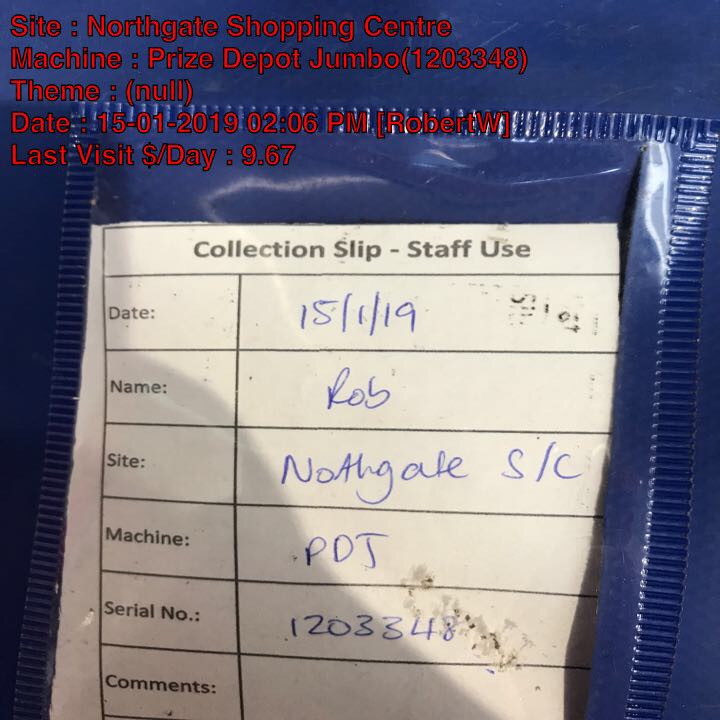 Site : Northgate Shopping Centre
Machine : Prize Depot Jumbo(1203348)
Theme : (null)
Date : 15-01-2019 02:06 PM [RobertW]
Last Visit $/Day : 9.67
Collection Slip - Staff Use
Date: 15/1/19
Name: Rob
Site: Nothgate S/C
Machine: PDJ
Serial No.: 1203348
Comments: